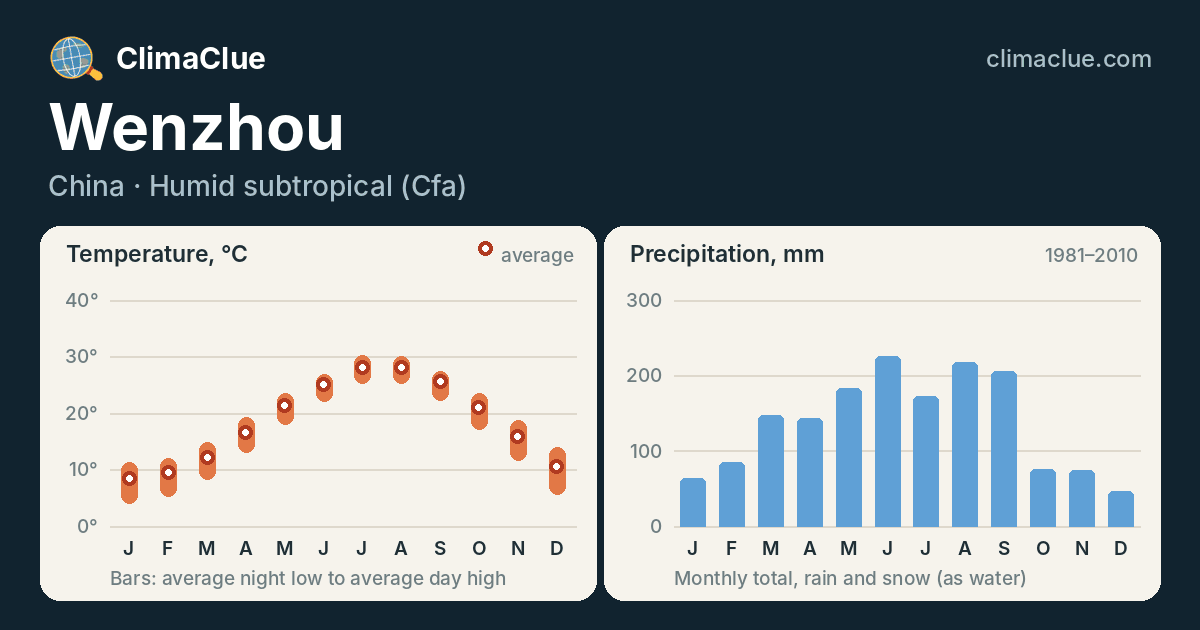 ClimaClue
climaclue.com
Wenzhou
China · Humid subtropical (Cfa)
Temperature, °C
average
40°
30°
20°
10°
0°
J F M A M J J A S O N D
Bars: average night low to average day high
Precipitation, mm
1981–2010
300
200
100
0
J F M A M J J A S O N D
Monthly total, rain and snow (as water)